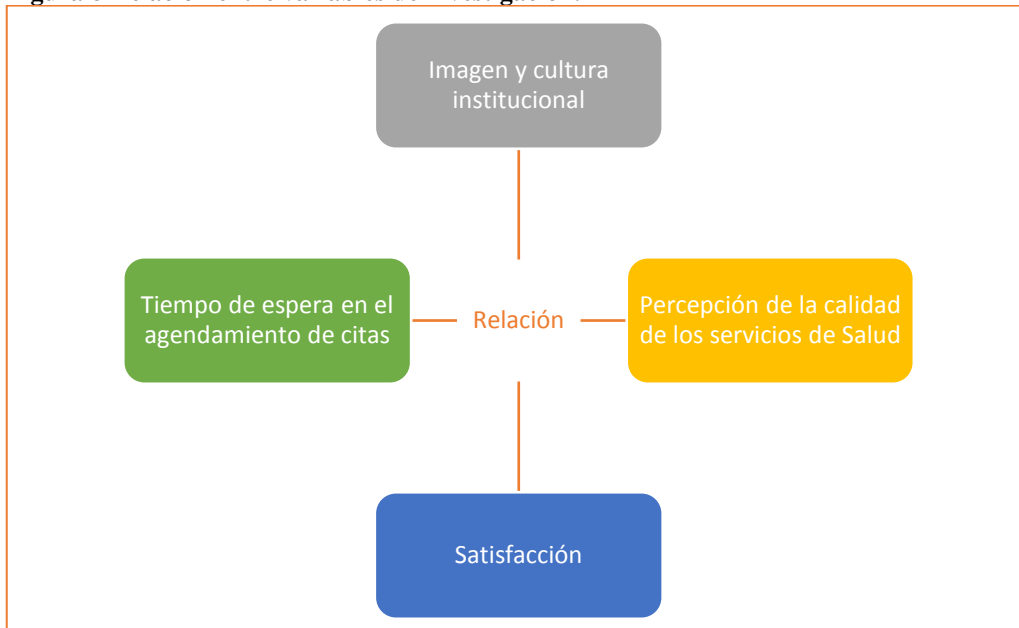 Imagen y cultura
institucional
Tiempo de espera en el
agendamiento de citas
Relación
Percepción de la calidad
de los servicios de Salud
Satisfacción